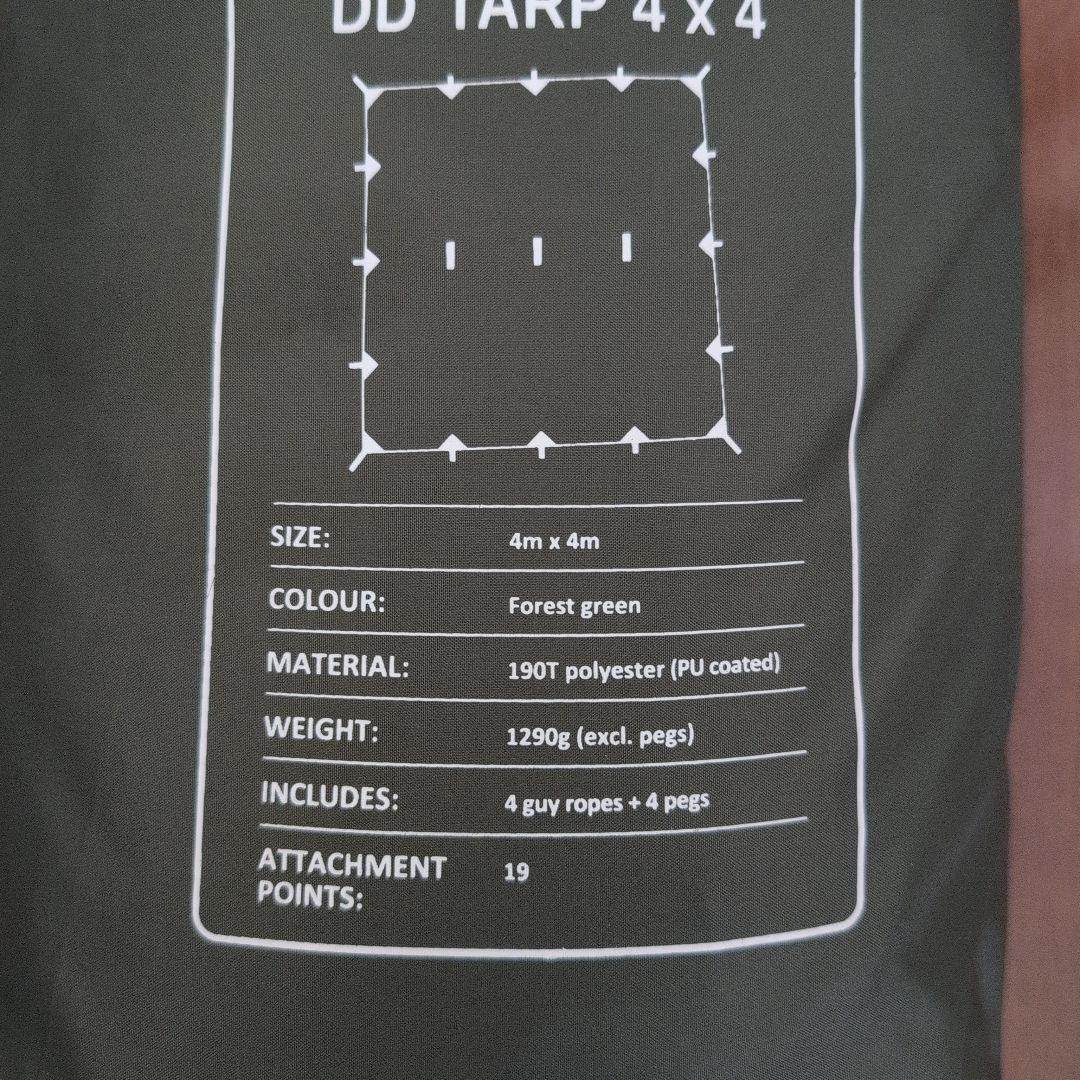 DD TARP 4 x 4
SIZE: 4m x 4m
COLOUR: Forest green
MATERIAL: 190T polyester (PU coated)
WEIGHT: 1290g (excl. pegs)
INCLUDES: 4 guy ropes + 4 pegs
ATTACHMENT 19
POINTS: